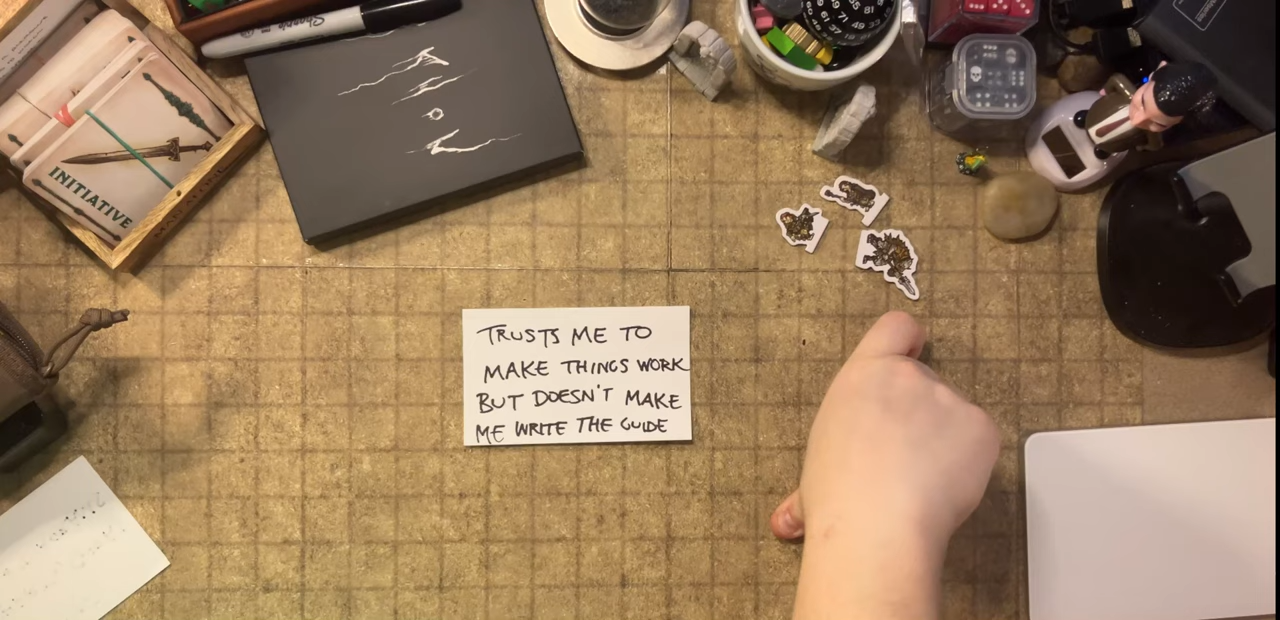 Sharpie
INITIATIVE
TRUSTS ME TO
MAKE THINGS WORK
BUT DOESN'T MAKE
ME WRITE THE GUIDE